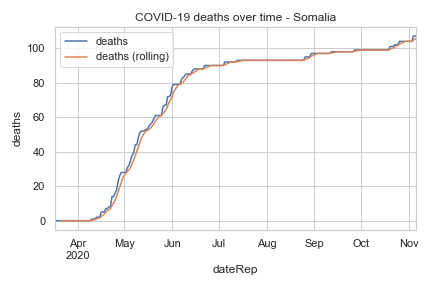 COVID-19 deaths over time - Somalia
deaths
deaths (rolling)
100
80
60
40
20
0
deaths
Apr May Jun Jul Aug Sep Oct Nov
2020
dateRep